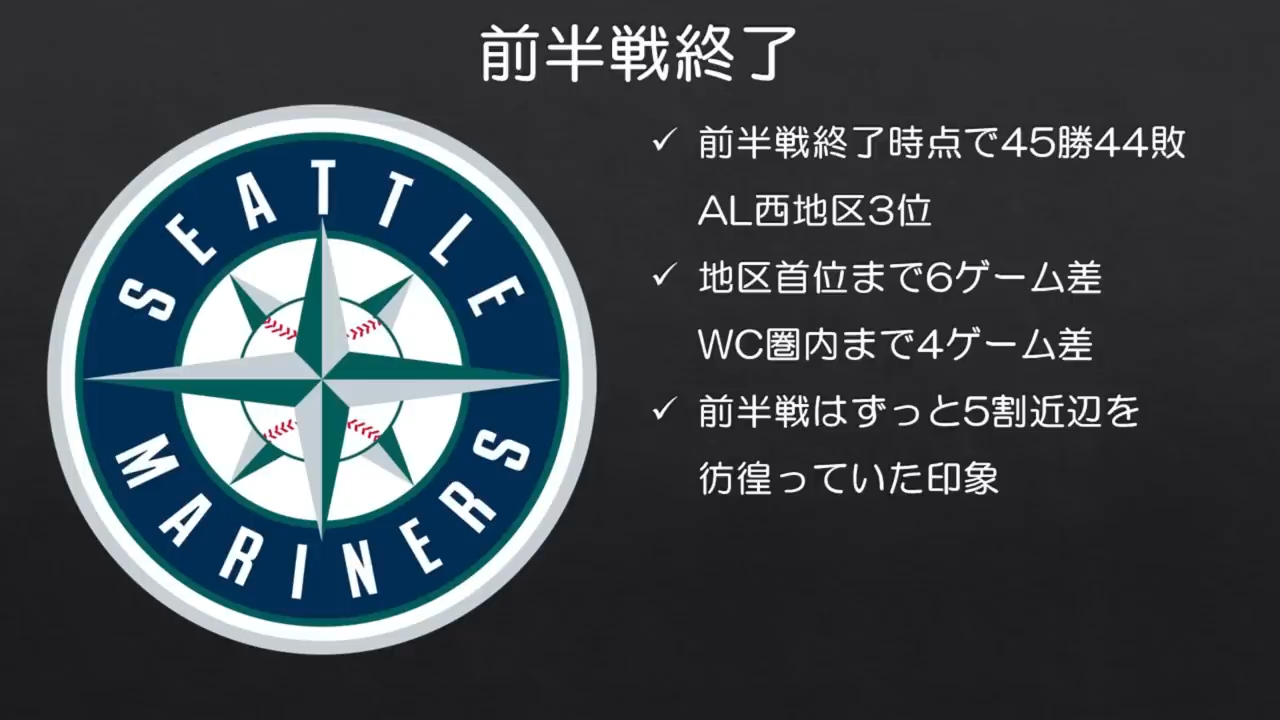 前半戦終了
SEATTLE
MARINERS
✓ 前半戦終了時点で45勝44敗
AL西地区3位
✓ 地区首位まで6ゲーム差
WC圏内まで4ゲーム差
✓ 前半戦はずっと5割近辺を
彷徨っていた印象